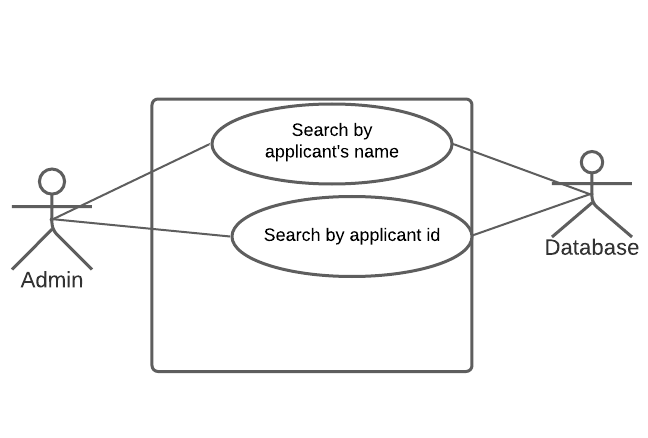 Search by
applicant's name
Search by applicant id
Admin
Database